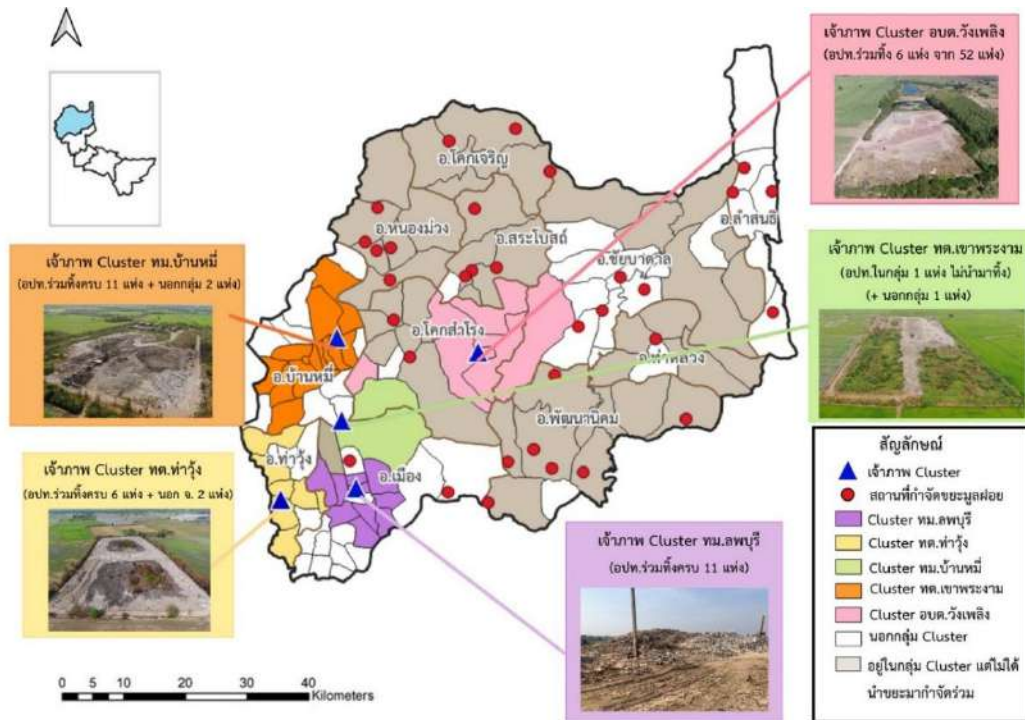 เจ้าภาพ Cluster อบต.วังเพลิง
(อปท.ร่วมทิ้ง 6 แห่ง จาก 52 แห่ง)
อ.โคกเจริญ
อ.ลำสนธิ
อ.หนองม่วง
อ.สระโบสถ์
อ.ชัยบาดาล
เจ้าภาพ Cluster ทม.บ้านหมี่
(อปท.ร่วมทิ้งครบ 11 แห่ง + นอกกลุ่ม 2 แห่ง)
เจ้าภาพ Cluster ทต.เขาพระงาม
(อปท.ในกลุ่ม 1 แห่ง ไม่นำมาทิ้ง)
(+ นอกกลุ่ม 1 แห่ง)
อ.โคกสำโรง
อ.ท่าหลวง
อ.บ้านหมี่
อ.พัฒนานิคม
อ.ท่าวุ้ง
อ.เมือง
เจ้าภาพ Cluster ทต.ท่าวุ้ง
(อปท.ร่วมทิ้งครบ 6 แห่ง + นอก จ. 2 แห่ง)
เจ้าภาพ Cluster ทม.ลพบุรี
(อปท.ร่วมทิ้งครบ 11 แห่ง)
สัญลักษณ์
เจ้าภาพ Cluster
สถานที่กำจัดขยะมูลฝอย
Cluster ทม.ลพบุรี
Cluster ทต.ท่าวุ้ง
Cluster ทม.บ้านหมี่
Cluster ทต.เขาพระงาม
Cluster อบต.วังเพลิง
นอกกลุ่ม Cluster
อยู่ในกลุ่ม Cluster แต่ไม่ได้
นำขยะมากำจัดร่วม
0 5 10 20 30 40
Kilometers